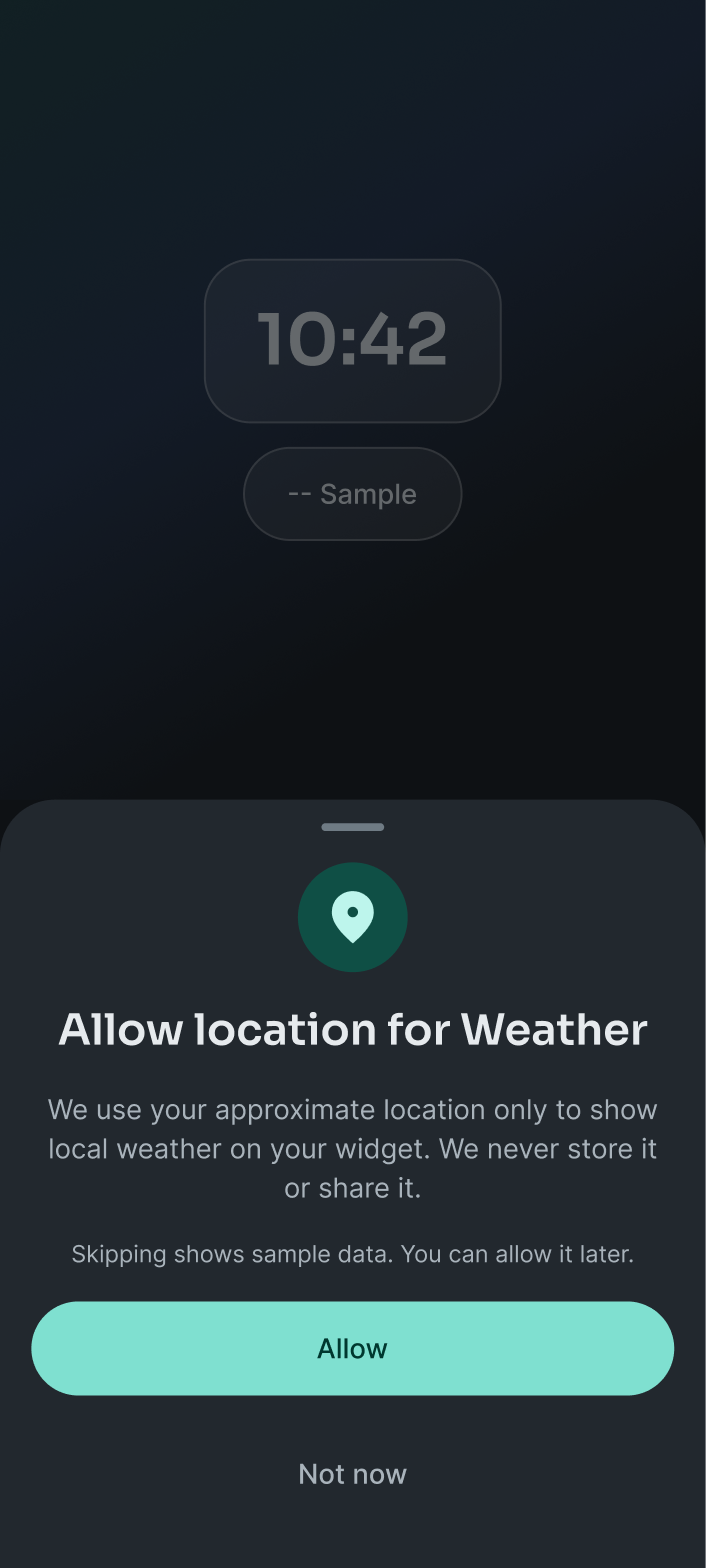 10:42
-- Sample
Allow location for Weather
We use your approximate location only to show
local weather on your widget. We never store it
or share it.
Skipping shows sample data. You can allow it later.
Allow
Not now